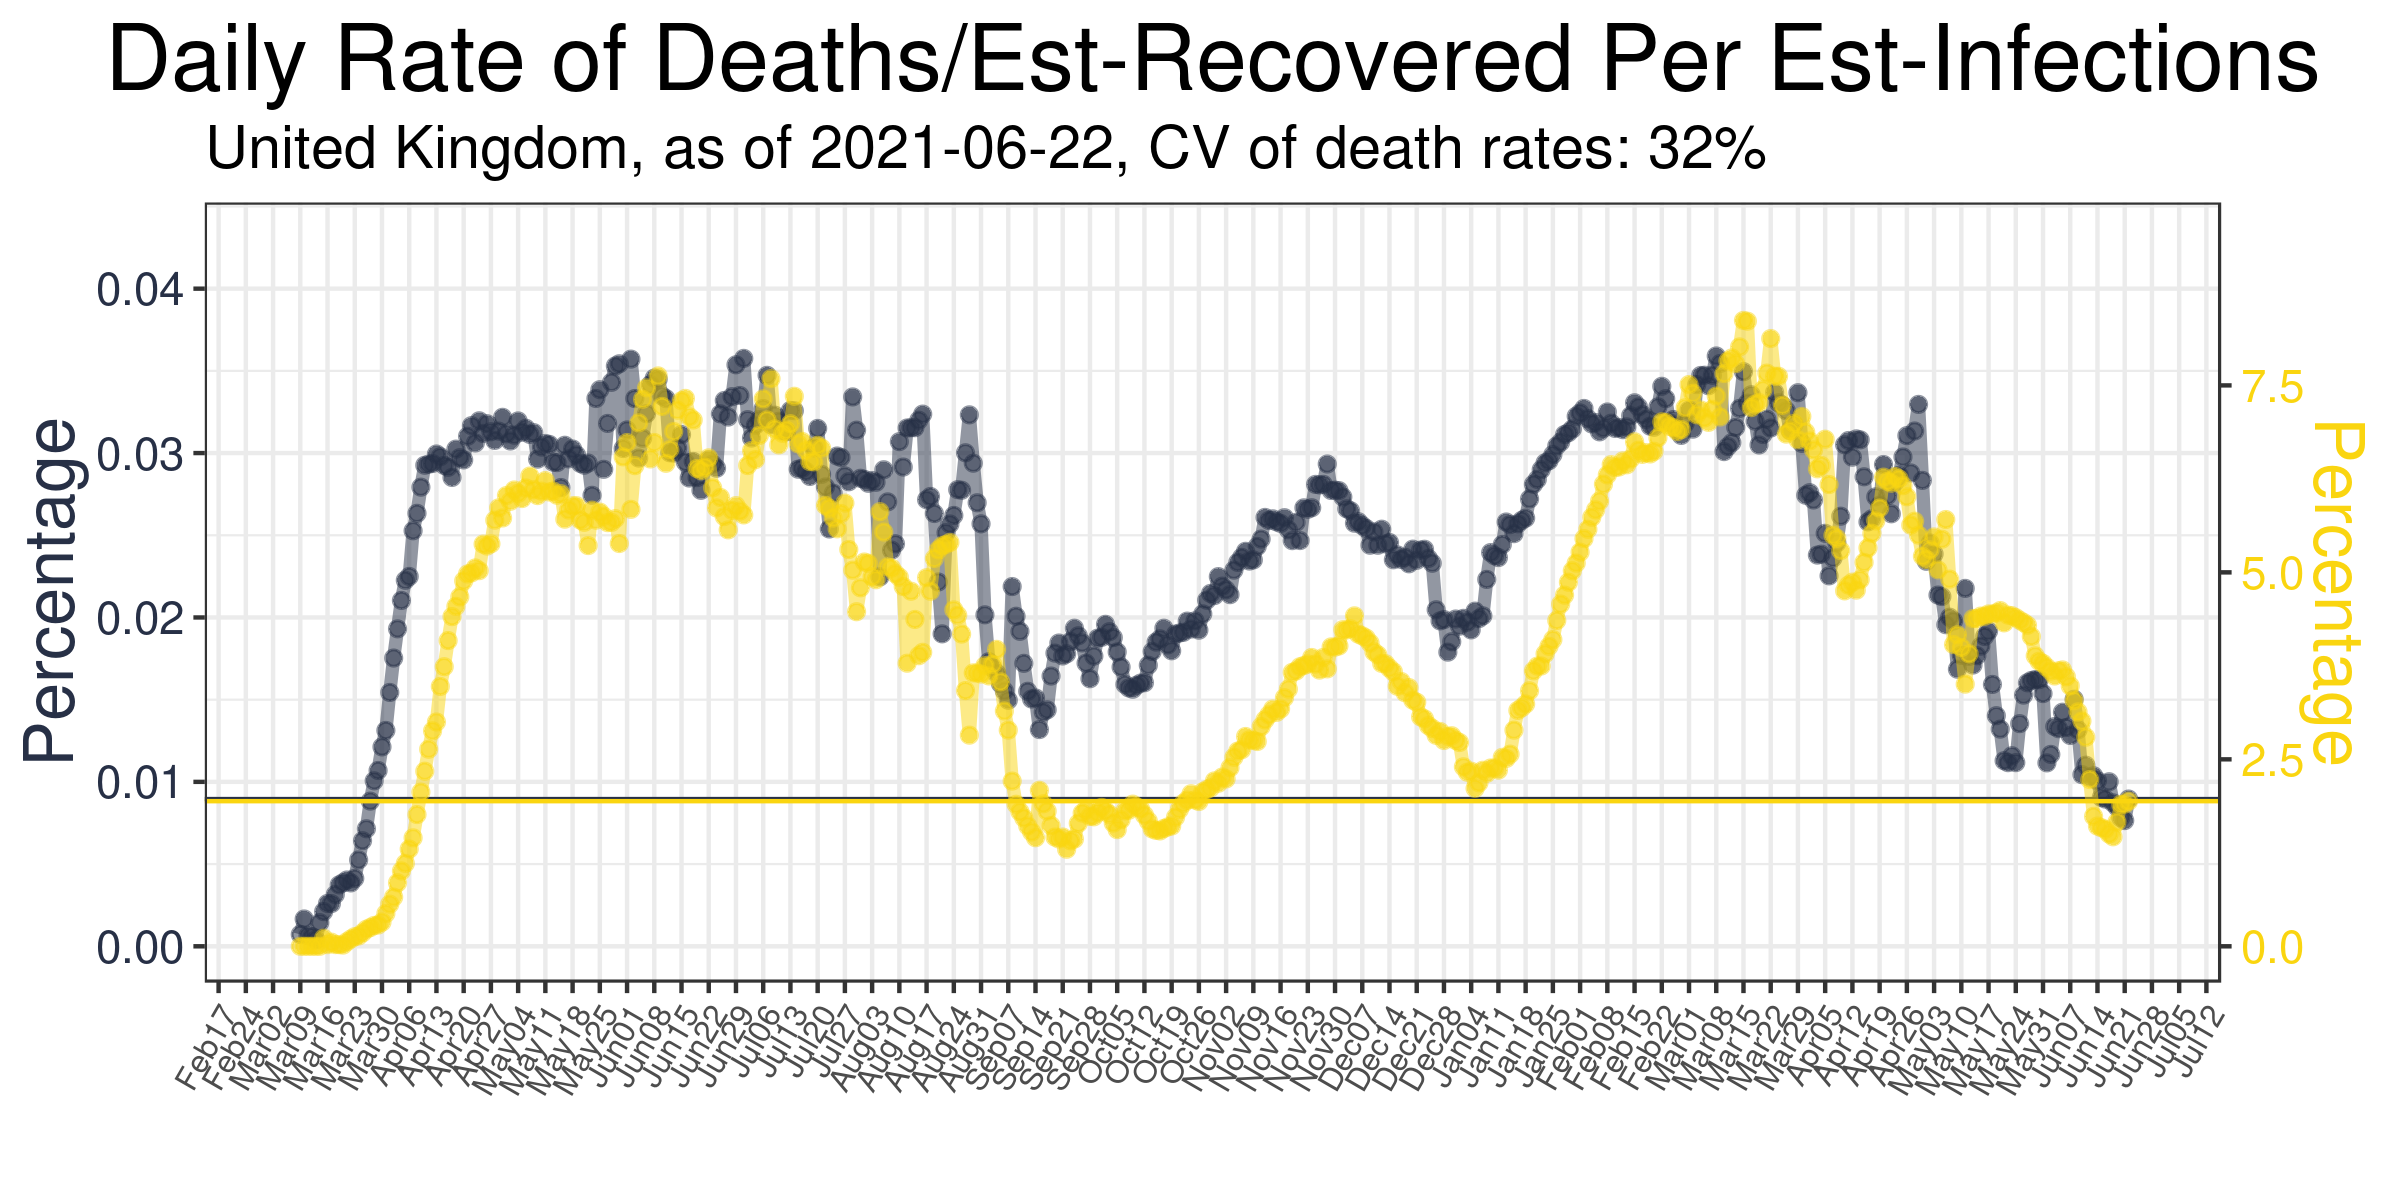 Daily Rate of Deaths/Est-Recovered Per Est-Infections
United Kingdom, as of 2021-06-22, CV of death rates: 32%
Percentage
0.04
0.03
0.02
0.01
0.00
7.5
5.0
2.5
0.0
Percentage
Feb17
Feb24
Mar02
Mar09
Mar16
Mar23
Mar30
Apr06
Apr13
Apr20
Apr27
May04
May11
May18
May25
Jun01
Jun08
Jun15
Jun22
Jun29
Jul06
Jul13
Jul20
Jul27
Aug03
Aug10
Aug17
Aug24
Aug31
Sep07
Sep14
Sep21
Sep28
Oct05
Oct12
Oct19
Oct26
Nov02
Nov09
Nov16
Nov23
Nov30
Dec07
Dec14
Dec21
Dec28
Jan04
Jan11
Jan18
Jan25
Feb01
Feb08
Feb15
Feb22
Mar01
Mar08
Mar15
Mar22
Mar29
Apr05
Apr12
Apr19
Apr26
May03
May10
May17
May24
May31
Jun07
Jun14
Jun21
Jun28
Jul05
Jul12